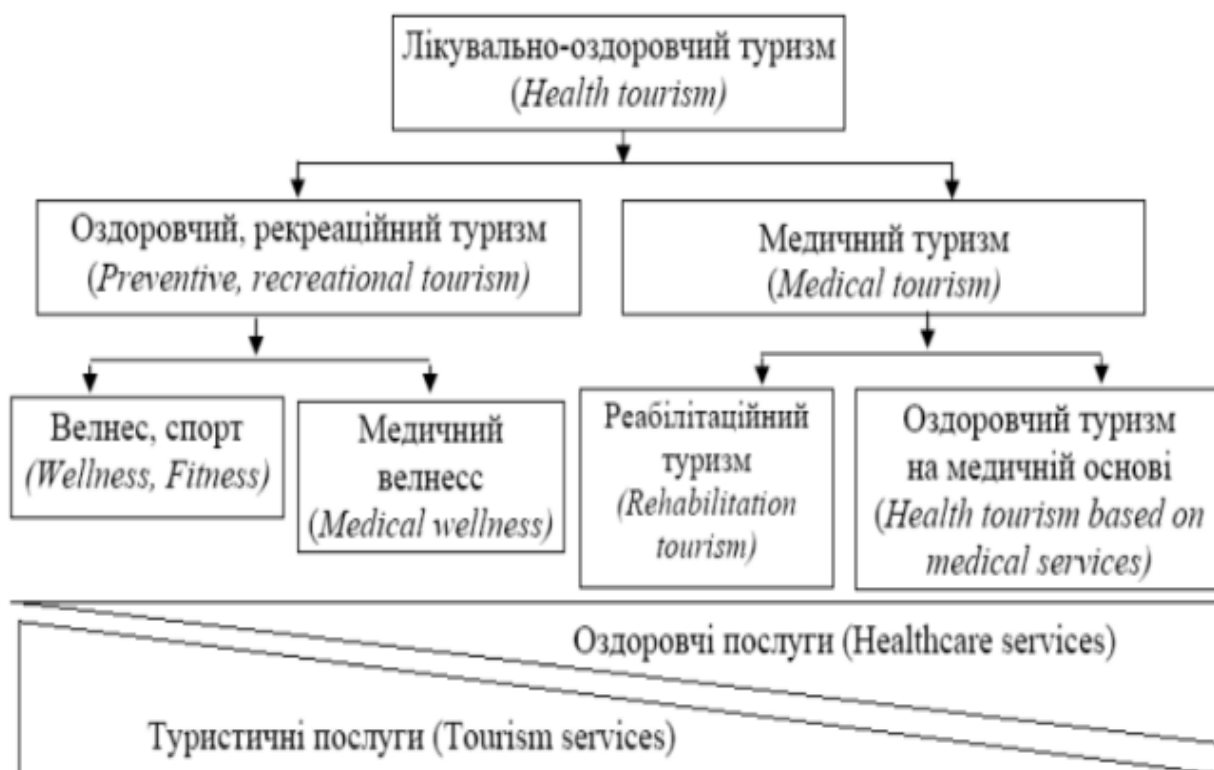 Лікувально-оздоровчий туризм
(Health tourism)
Оздоровчий, рекреаційний туризм
(Preventive, recreational tourism)
Медичний туризм
(Medical tourism)
Велнес, спорт
(Wellness, Fitness)
Медичний
велнесс
(Medical wellness)
Реабілітаційний
туризм
(Rehabilitation
tourism)
Оздоровчий туризм
на медичній основі
(Health tourism based on
medical services)
Оздоровчі послуги (Healthcare services)
Туристичні послуги (Tourism services)